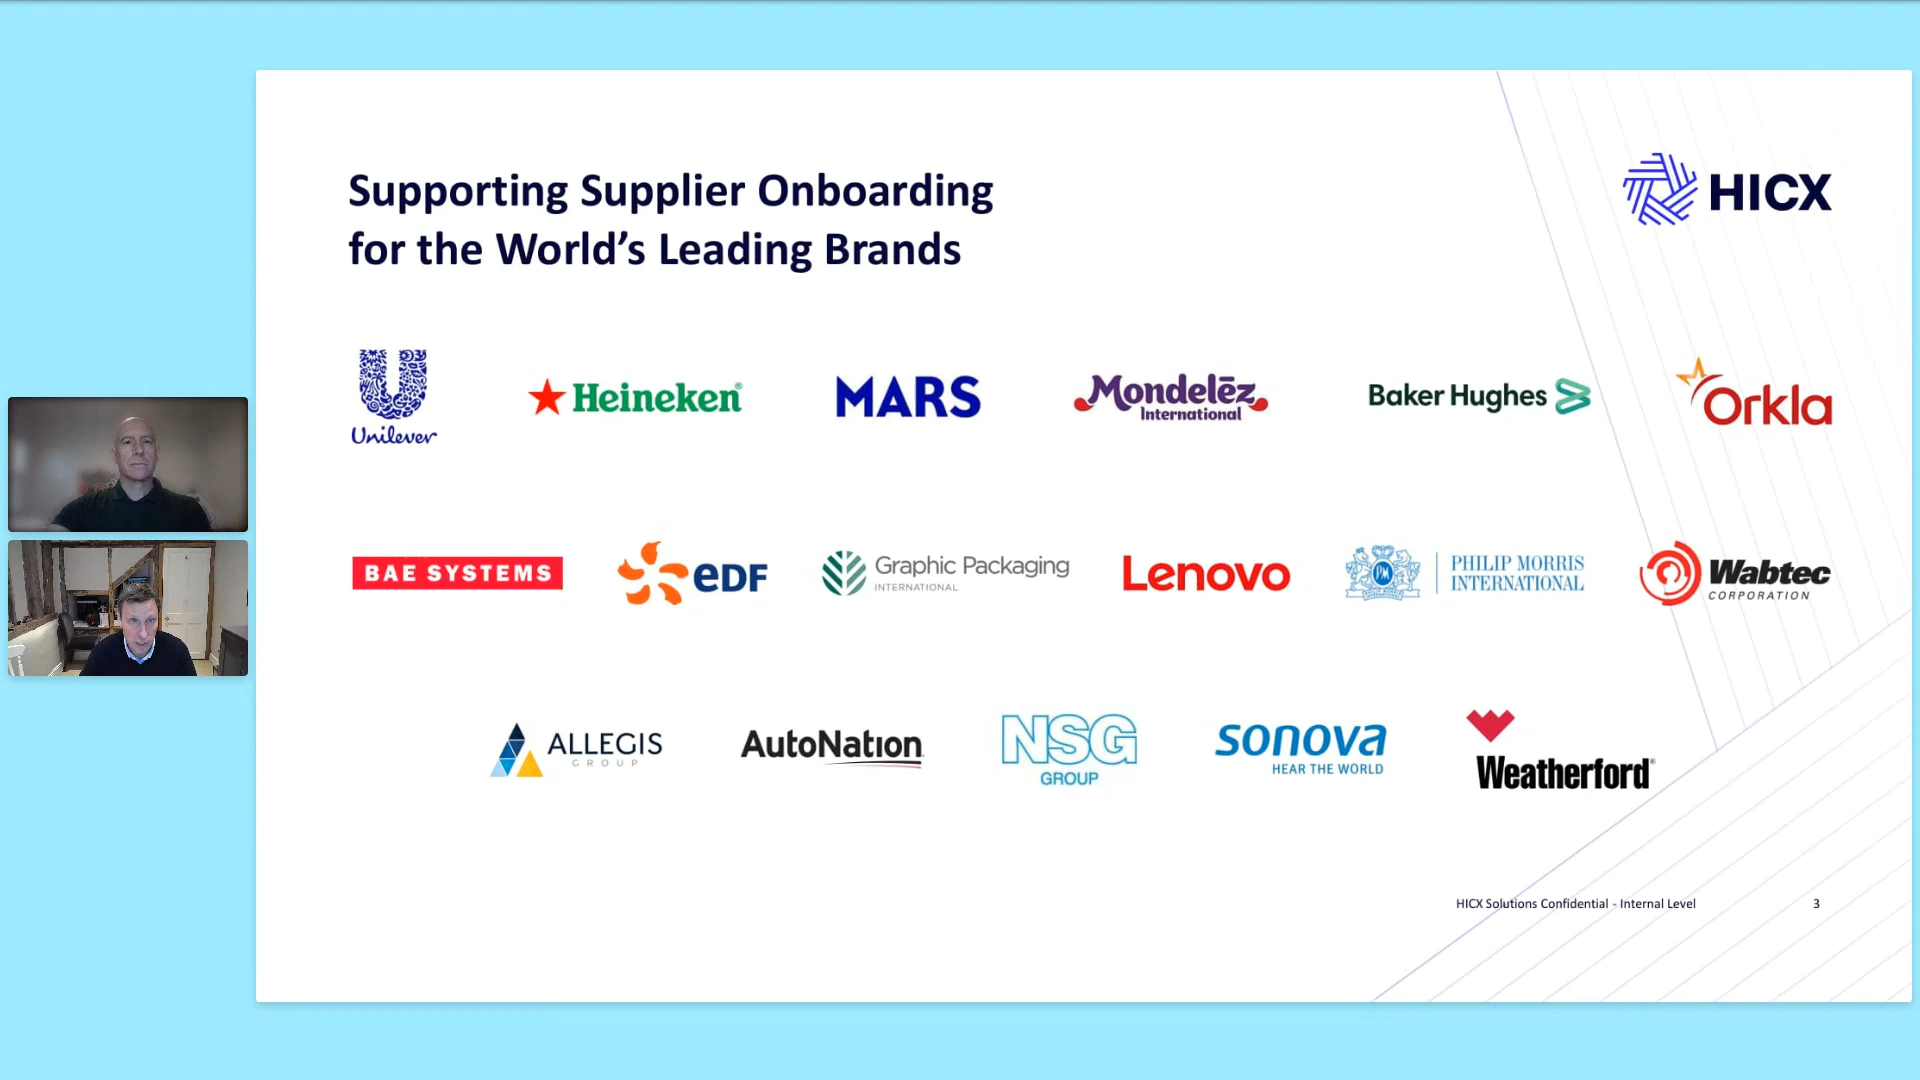 Supporting Supplier Onboarding
for the World’s Leading Brands
HICX
Unilever
Heineken®
MARS
Mondelēz
International
Baker Hughes
Orkla
BAE SYSTEMS
eDF
Graphic Packaging
INTERNATIONAL
Lenovo
PM
PHILIP MORRIS
INTERNATIONAL
Wabtec
CORPORATION
ALLEGIS
GROUP
AutoNation
NSG
GROUP
sonova
HEAR THE WORLD
Weatherford®
HICX Solutions Confidential - Internal Level
3